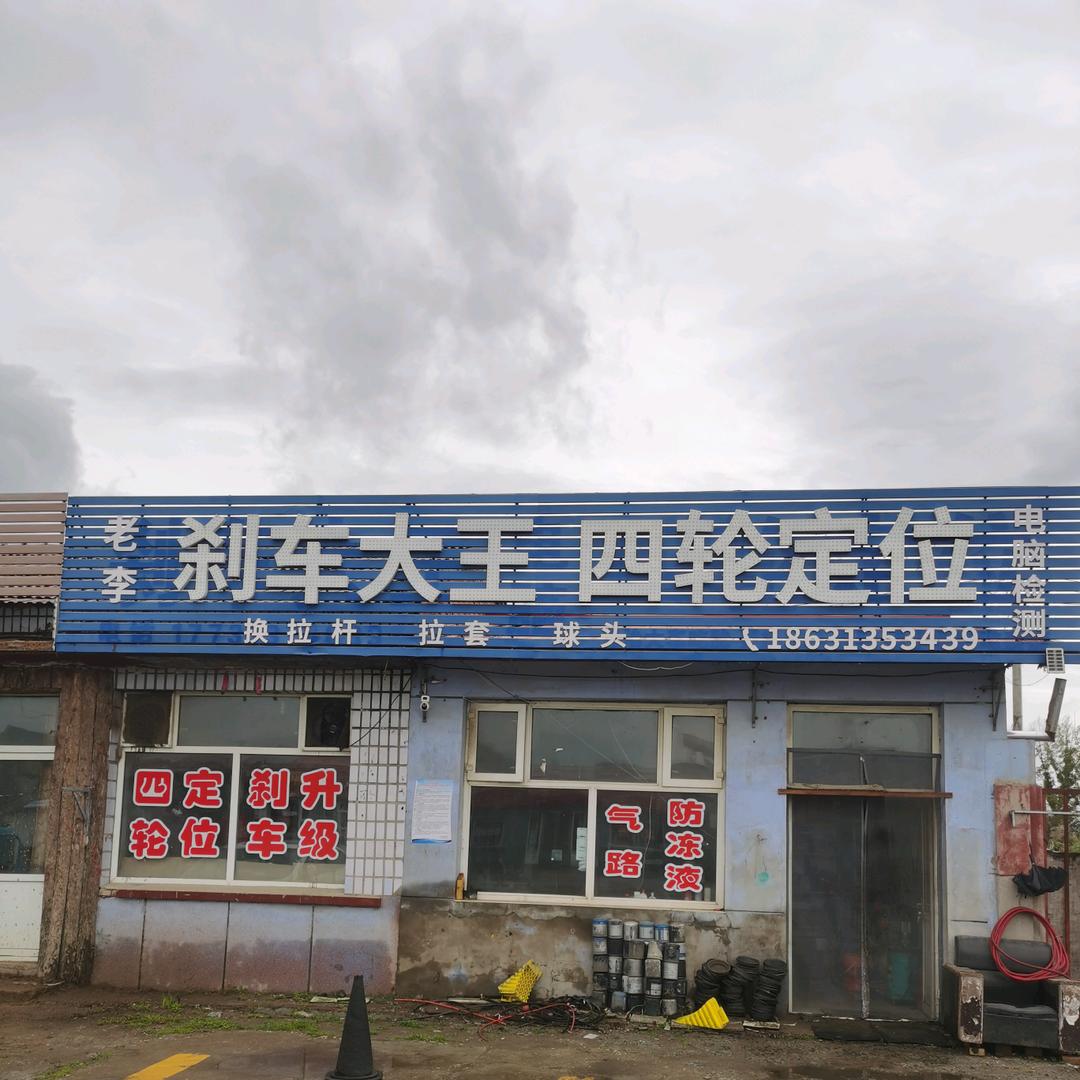 老李
刹车大王 四轮定位
电脑检测
换拉杆 拉套 球头 18631353439
四轮
定位
刹车
升级
气路
防冻液